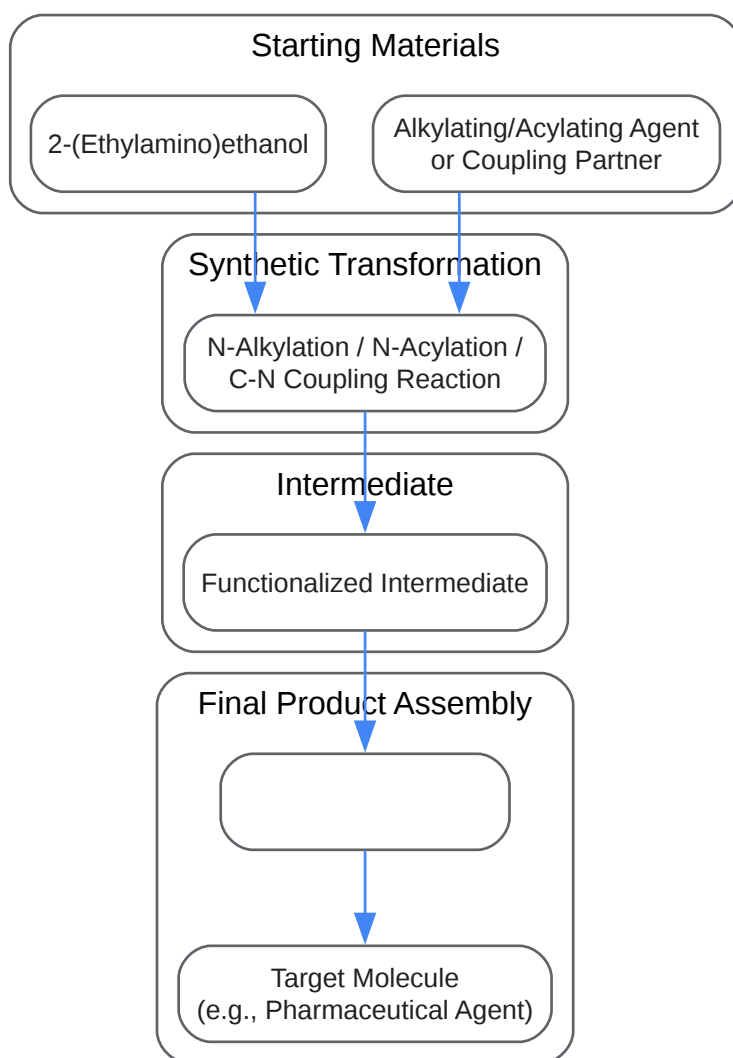 Starting Materials
2-(Ethylamino)ethanol
Alkylating/Acylating Agent
or Coupling Partner
Synthetic Transformation
N-Alkylation / N-Acylation /
C-N Coupling Reaction
Intermediate
Functionalized Intermediate
Final Product Assembly
Target Molecule
(e.g., Pharmaceutical Agent)